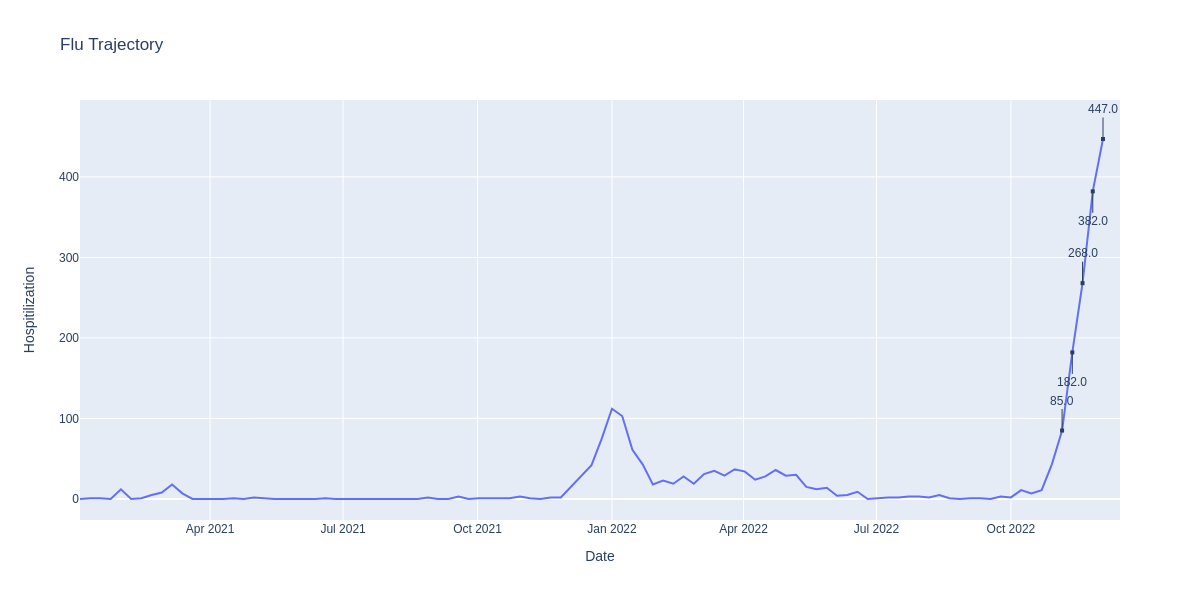 Flu Trajectory
447.0
400
382.0
268.0
300
200
182.0
85.0
100
0
Apr 2021
Jul 2021
Oct 2021
Jan 2022
Apr 2022
Jul 2022
Oct 2022
Date
Hospitilization